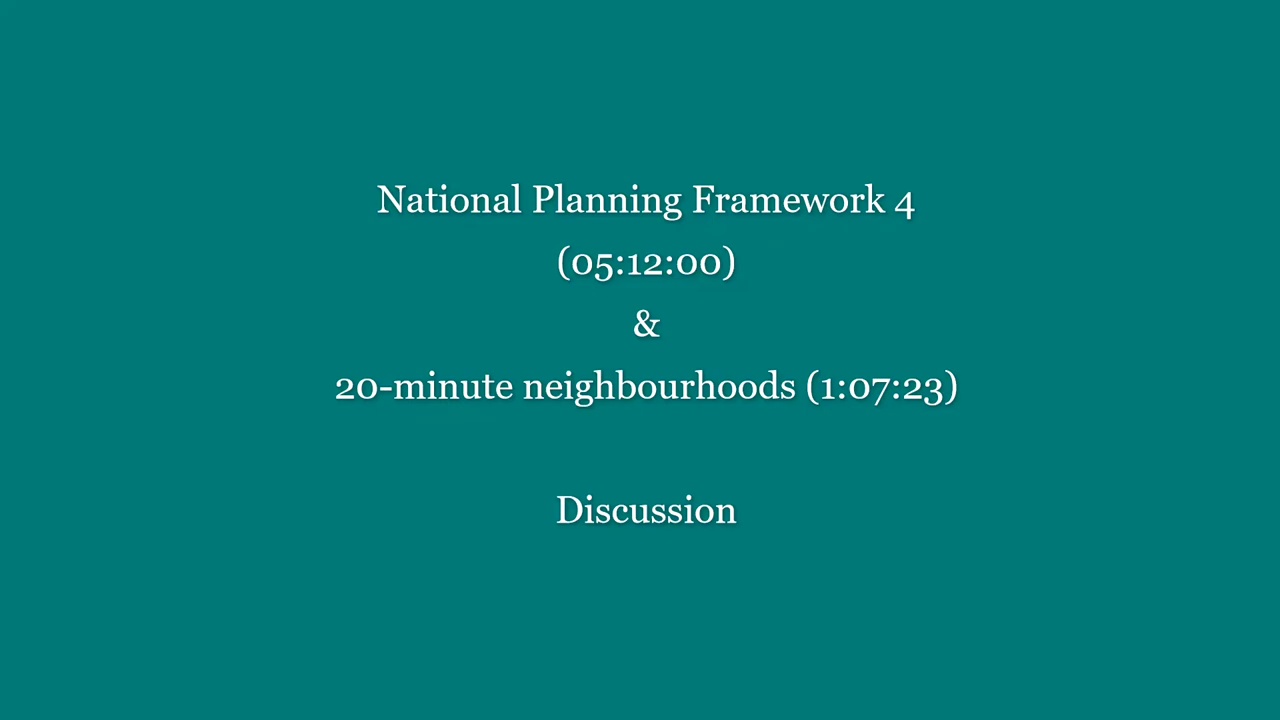 National Planning Framework 4
(05:12:00)
&
20-minute neighbourhoods (1:07:23)
Discussion